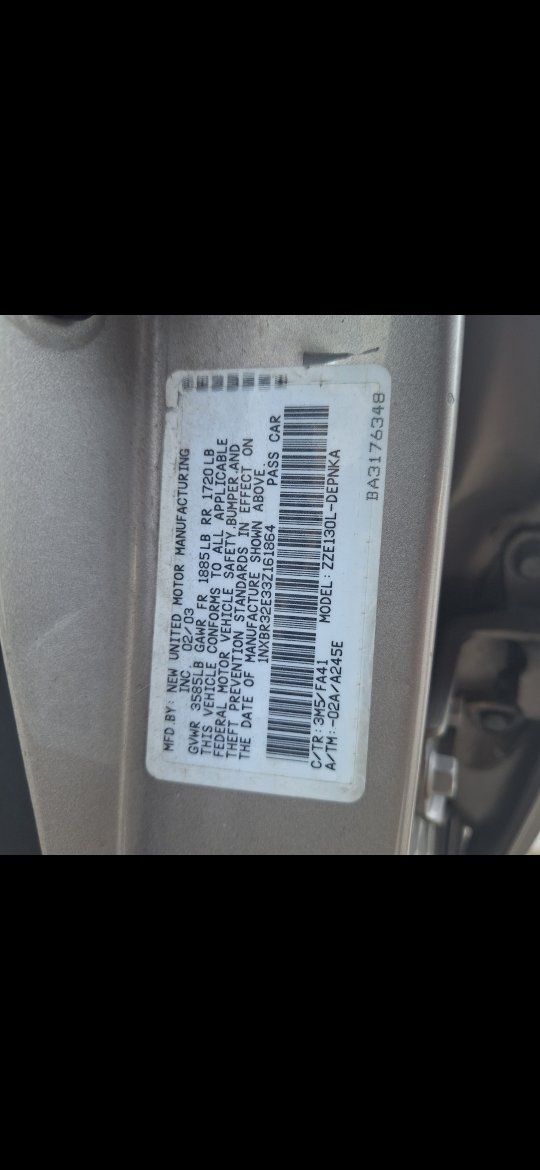 MFD.BY: NEW UNITED MOTOR MANUFACTURING
INC 02/03
GVWR 3585LB GAWR FR 1885LB RR 1720LB
THIS VEHICLE CONFORMS TO ALL APPLICABLE
FEDERAL MOTOR VEHICLE SAFETY,BUMPER,AND
THEFT PREVENTION STANDARDS IN EFFECT ON
THE DATE OF MANUFACTURE SHOWN ABOVE.
1NXBR32E33Z161864 PASS CAR
C/TR:3M5/FA41 MODEL:ZZE130L-DEPNKA
A/TM:-02A/A245E
BA3176348